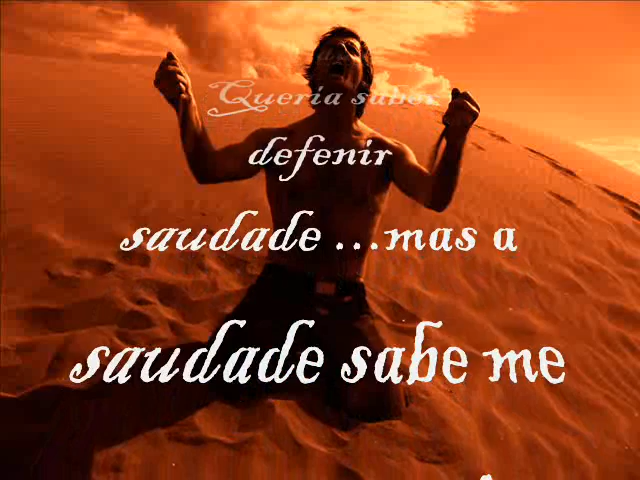 Queria saber
defenir
saudade ...mas a
saudade sabe me